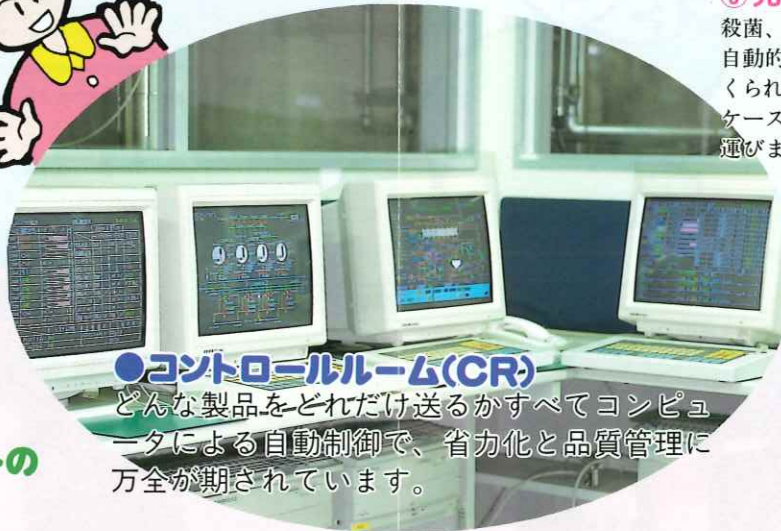 殺菌、
自動的
くられ
ケース
運びま
●コントロールルーム(CR)
どんな製品をどれだけ送るかすべてコンピュ
ータによる自動制御で、省力化と品質管理に
万全が期されています。
の